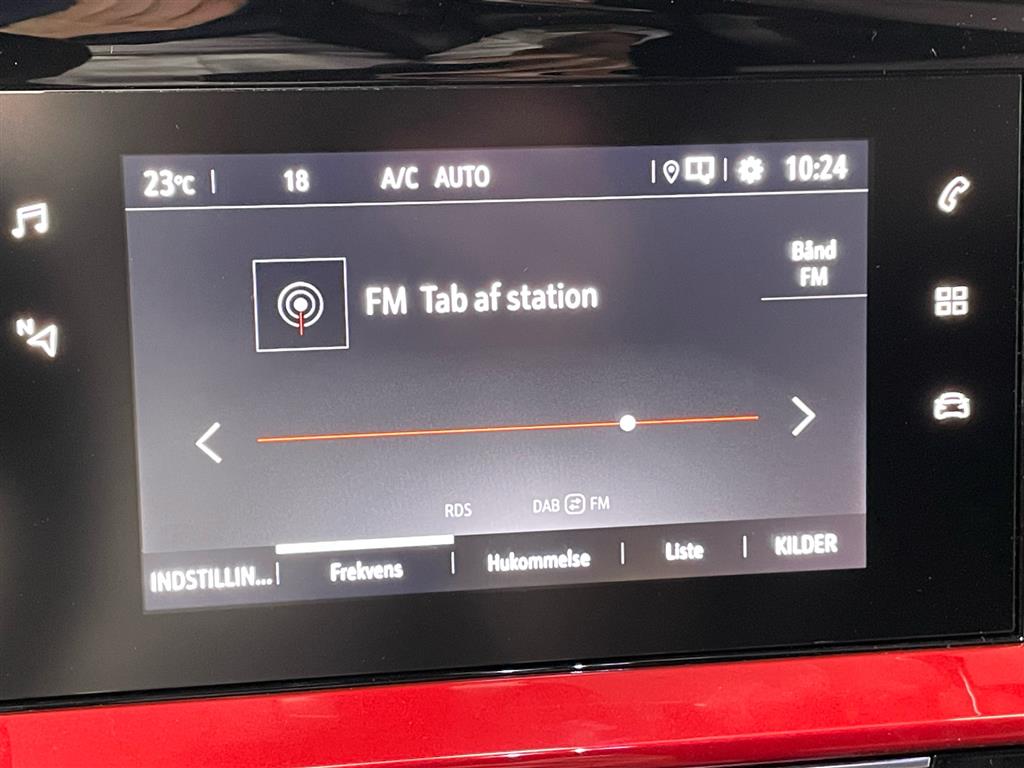 23°C 18 A/C AUTO 10:24
Bånd
FM
FM Tab af station
N
RDS DAB FM
INDSTILLIN... Frekvens Hukommelse Liste KILDER